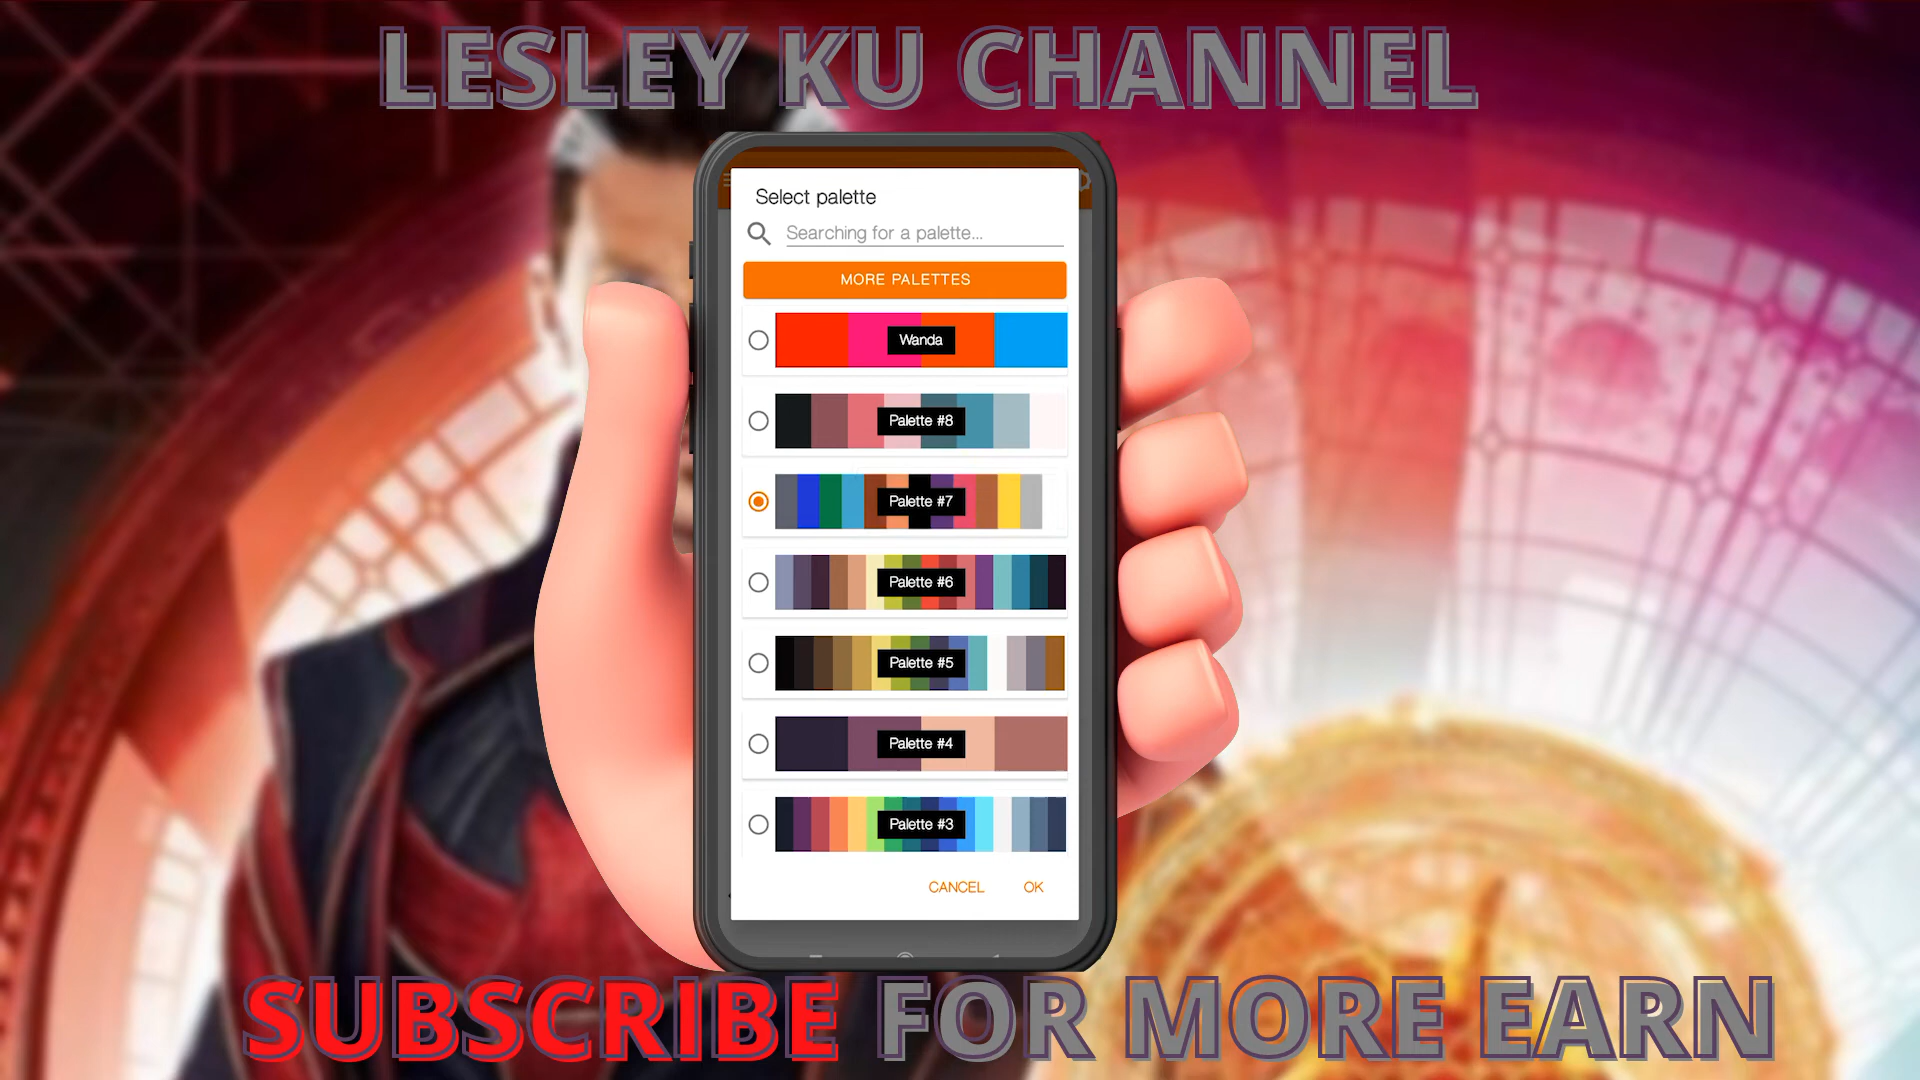 LESLEY KU CHANNEL
Select palette
Searching for a palette...
MORE PALETTES
Wanda
Palette #8
Palette #7
Palette #6
Palette #5
Palette #4
Palette #3
CANCEL OK
SUBSCRIBE FOR MORE EARN